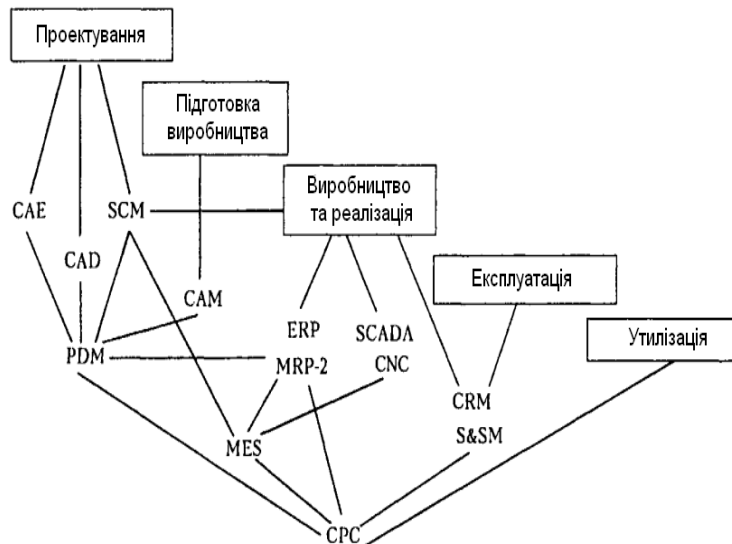 Проектування
Підготовка
виробництва
Виробництво
та реалізація
CAE
SCM
CAD
Експлуатація
CAM
ERP
SCADA
Утилізація
PDM
MRP-2
CNC
CRM
MES
S&SM
CPC